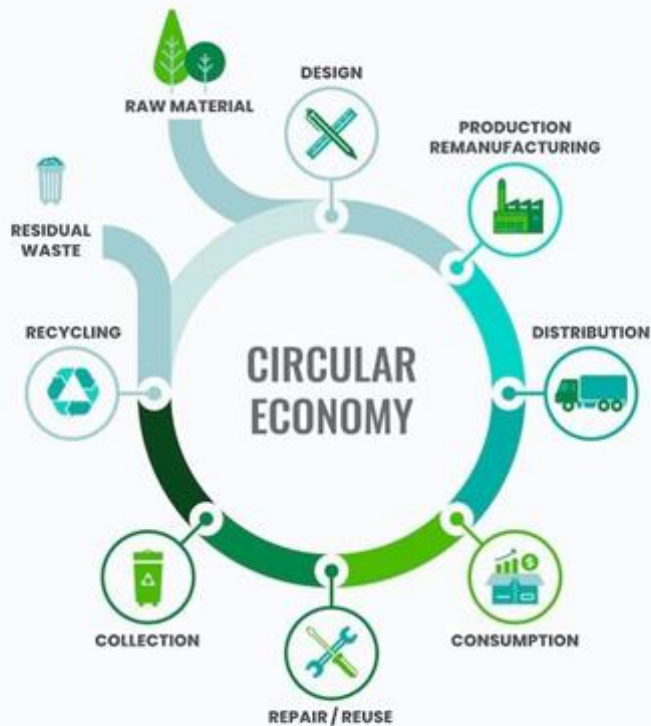 DESIGN
RAW MATERIAL
PRODUCTION
REMANUFACTURING
RESIDUAL
WASTE
RECYCLING
DISTRIBUTION
CIRCULAR
ECONOMY
COLLECTION
CONSUMPTION
REPAIR / REUSE